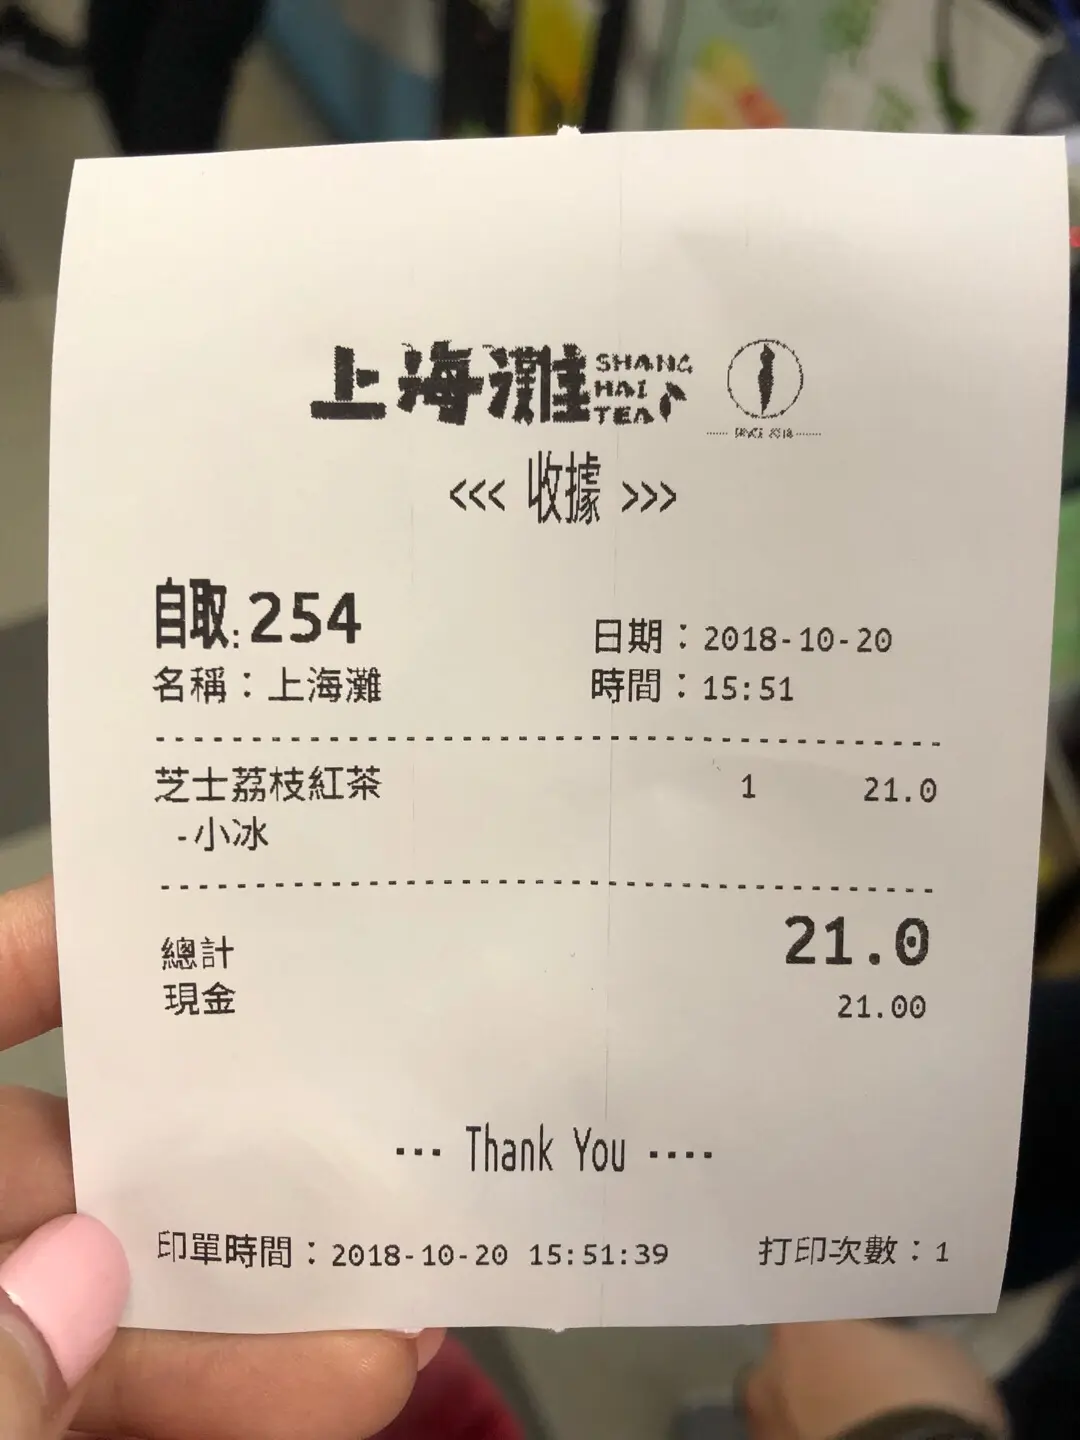 上海灘 SHANG
HAI
TEA
SINCE 2018
<<< 收據 >>>
自取:254
日期：2018-10-20
名稱：上海灘
時間：15:51
芝士荔枝紅茶 1 21.0
-小冰
總計 21.0
現金 21.00
--- Thank You ----
印單時間：2018-10-20 15:51:39 打印次數：1